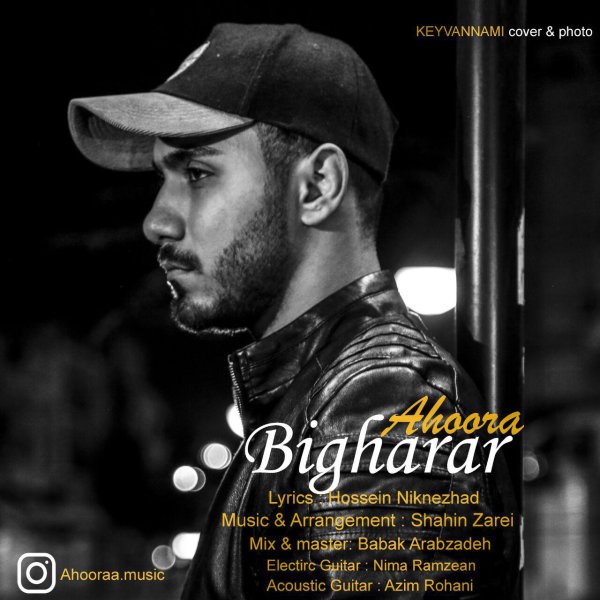 KEYVANNAMI cover & photo
Ahoora
Bigharar
Lyrics : Hossein Niknezhad
Music & Arrangement : Shahin Zarei
Mix & master: Babak Arabzadeh
Electirc Guitar : Nima Ramzean
Acoustic Guitar : Azim Rohani
Ahooraa.music